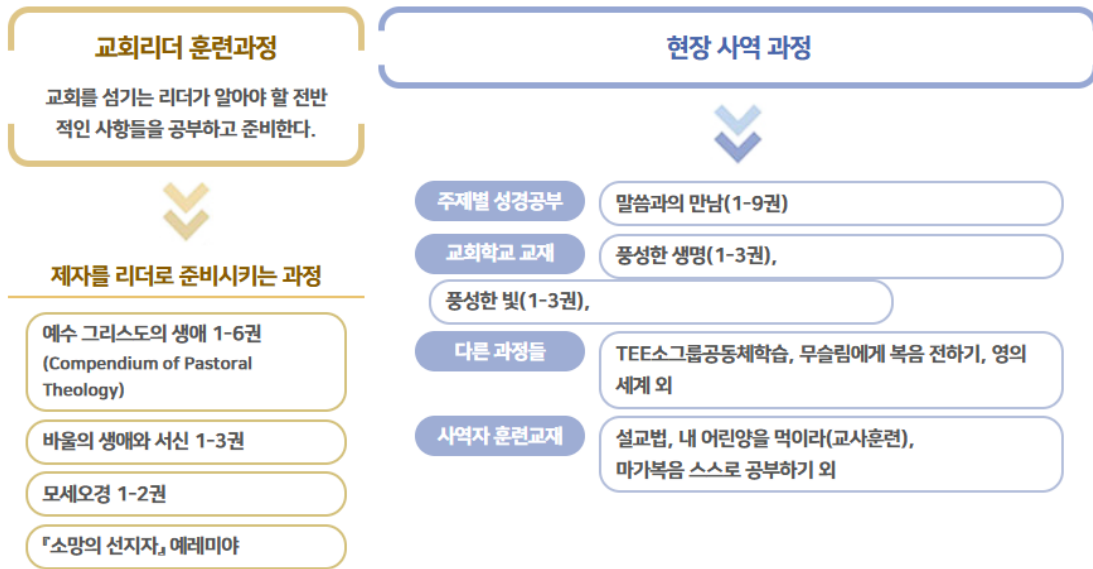 교회리더 훈련과정
교회를 섬기는 리더가 알아야 할 전반
적인 사항들을 공부하고 준비한다.
제자를 리더로 준비시키는 과정
예수 그리스도의 생애 1-6권
(Compendium of Pastoral
Theology)
바울의 생애와 서신 1-3권
모세오경 1-2권
『소망의 선지자』 예레미야
현장 사역 과정
주제별 성경공부
말씀과의 만남(1-9권)
교회학교 교재
풍성한 생명(1-3권),
풍성한 빛(1-3권),
다른 과정들
TEE소그룹공동체학습, 무슬림에게 복음 전하기, 영의
세계 외
사역자 훈련교재
설교법, 내 어린양을 먹이라(교사훈련),
마가복음 스스로 공부하기 외